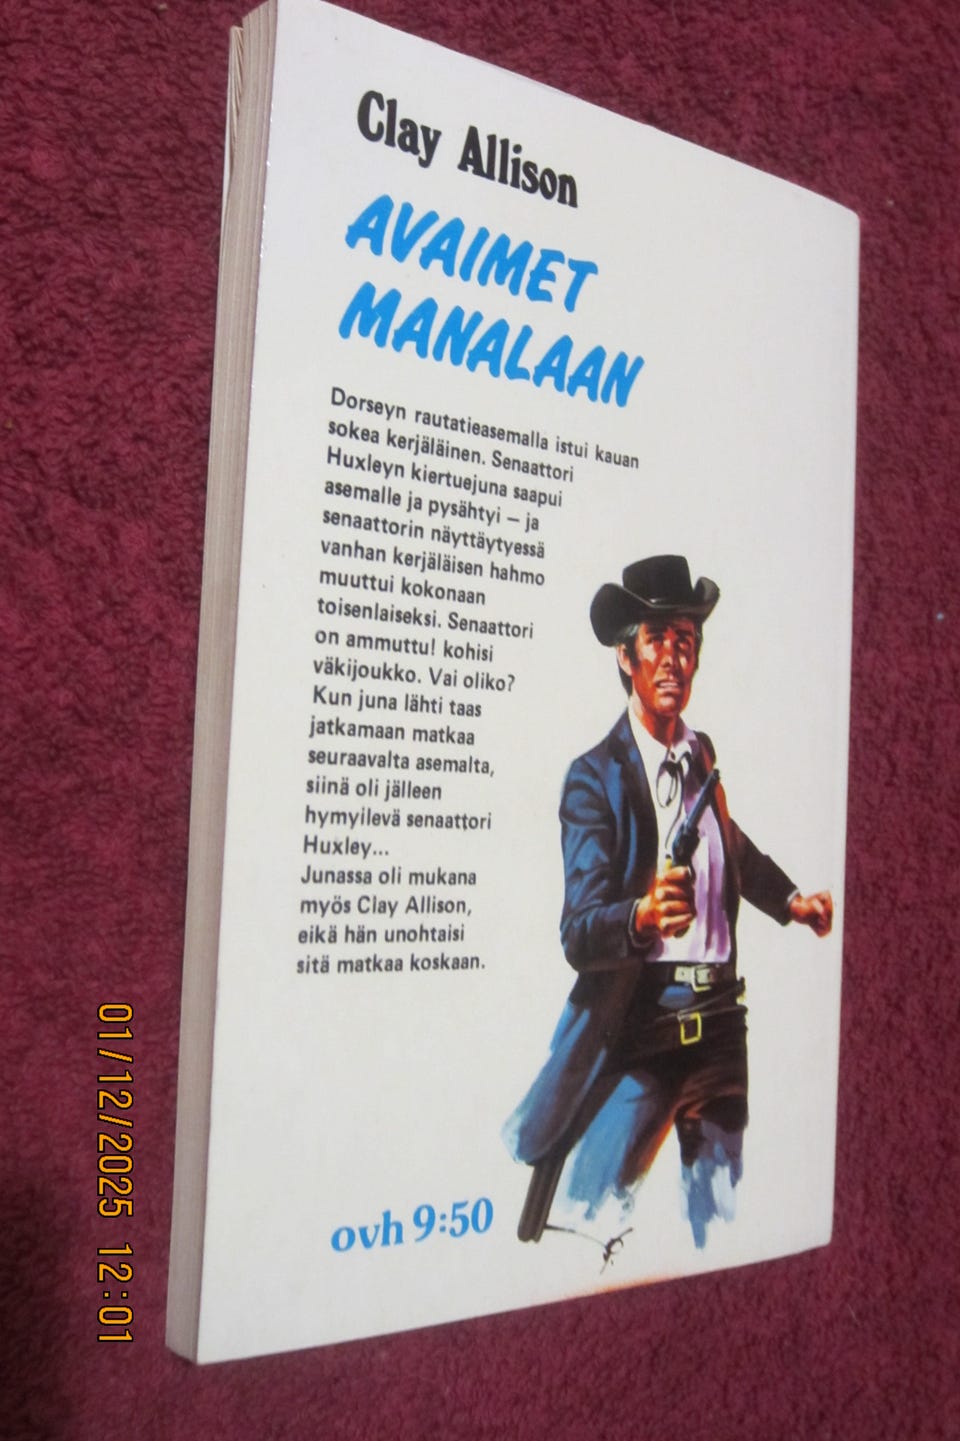 Clay Allison
AVAIMET
MANALAAN
Dorseyn rautatieasemalla istui kauan
sokea kerjäläinen. Senaattori
Huxleyn kiertuejuna saapui
asemalle ja pysähtyi – ja
senaattorin näyttäytyessä
vanhan kerjäläisen hahmo
muuttui kokonaan
toisenlaiseksi. Senaattori
on ammuttu! kohisi
väkijoukko. Vai oliko?
Kun juna lähti taas
jatkamaan matkaa
seuraavalta asemalta,
siinä oli jälleen
hymyilevä senaattori
Huxley...
Junassa oli mukana
myös Clay Allison,
eikä hän unohtaisi
sitä matkaa koskaan.
ovh 9:50
01/12/2025 12:01